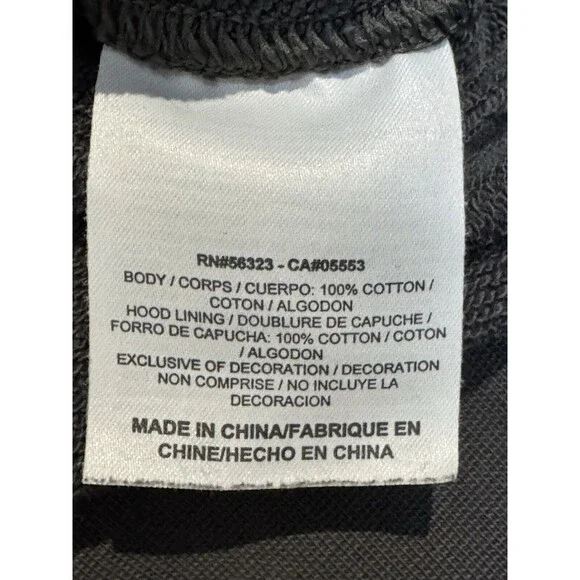 RN#56323 - CA#05553
BODY / CORPS / CUERPO: 100% COTTON /
COTON / ALGODON
HOOD LINING / DOUBLURE DE CAPUCHE /
FORRO DE CAPUCHA: 100% COTTON / COTON
/ ALGODON
EXCLUSIVE OF DECORATION / DECORATION
NON COMPRISE / NO INCLUYE LA
DECORACION
MADE IN CHINA/FABRIQUE EN
CHINE/HECHO EN CHINA